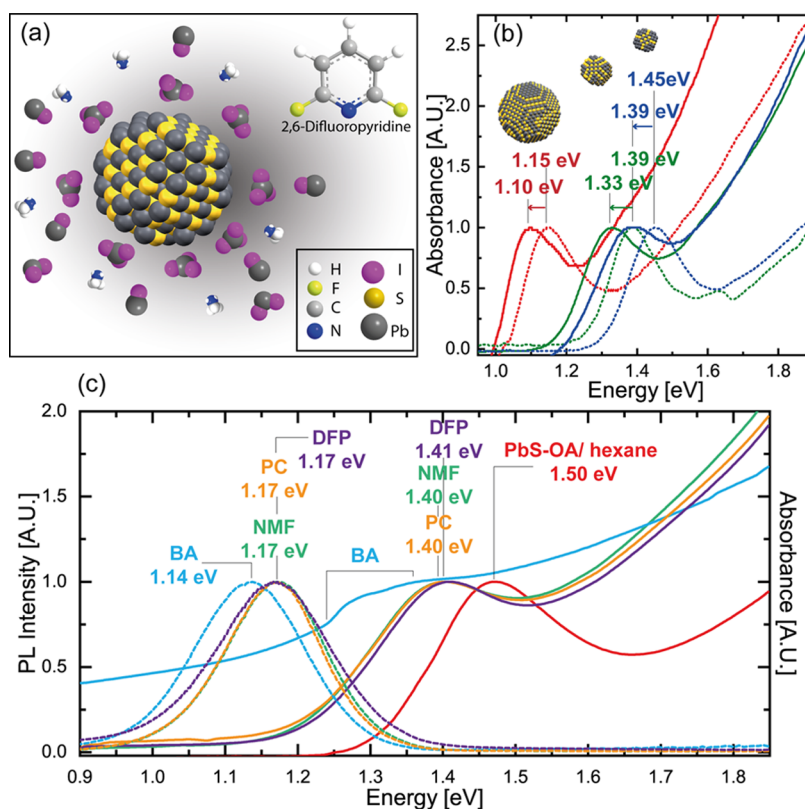 (a)
2,6-Difluoropyridine
H
F
C
N
I
S
Pb
(b)
Absorbance [A.U.]
2.5
2.0
1.5
1.0
0.5
0.0
1.45eV
1.39 eV
1.15 eV
1.39 eV
1.10 eV
1.33 eV
1.0 1.2 1.4 1.6 1.8
Energy [eV]
(c)
PL Intensity [A.U.]
2.0
1.5
1.0
0.5
0.0
DFP
1.17 eV
PC
1.17 eV
NMF
1.17 eV
BA
1.14 eV
BA
DFP
1.41 eV
NMF
1.40 eV
PC
1.40 eV
PbS-OA/ hexane
1.50 eV
Absorbance [A.U.]
0.9 1.0 1.1 1.2 1.3 1.4 1.5 1.6 1.7 1.8
Energy [eV]